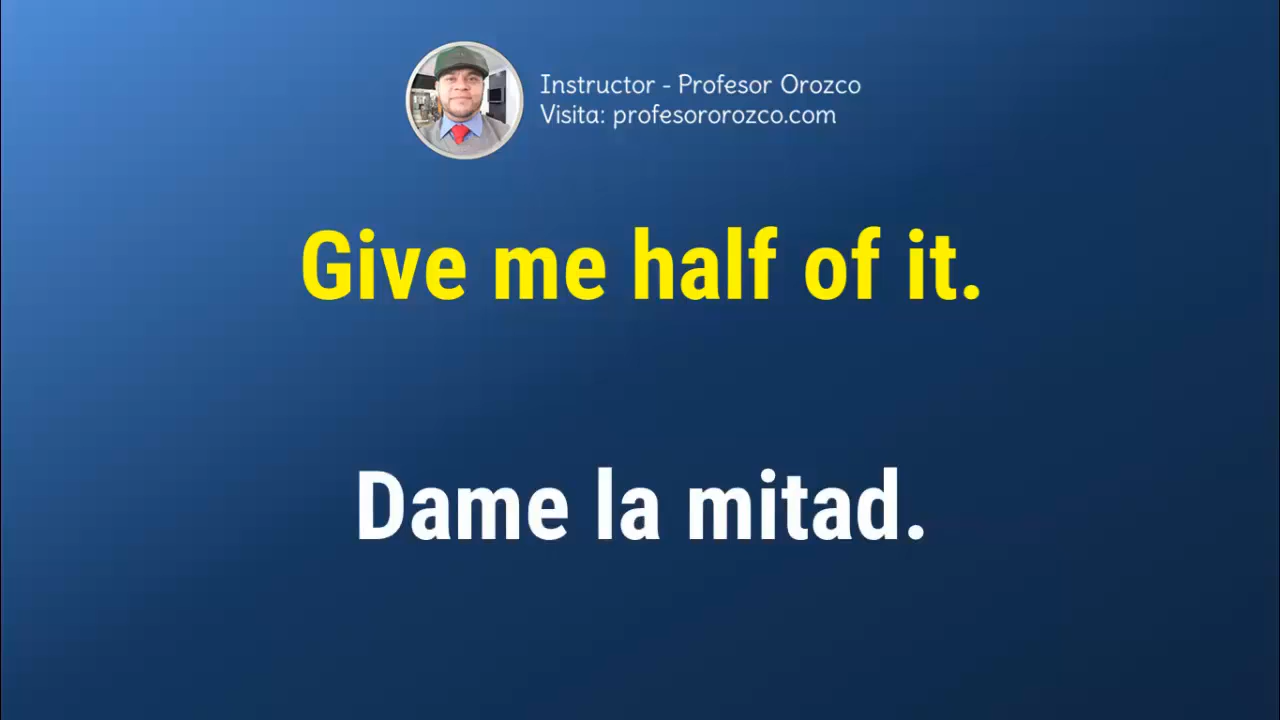 Instructor - Profesor Orozco
Visita: profesororozco.com
Give me half of it.
Dame la mitad.